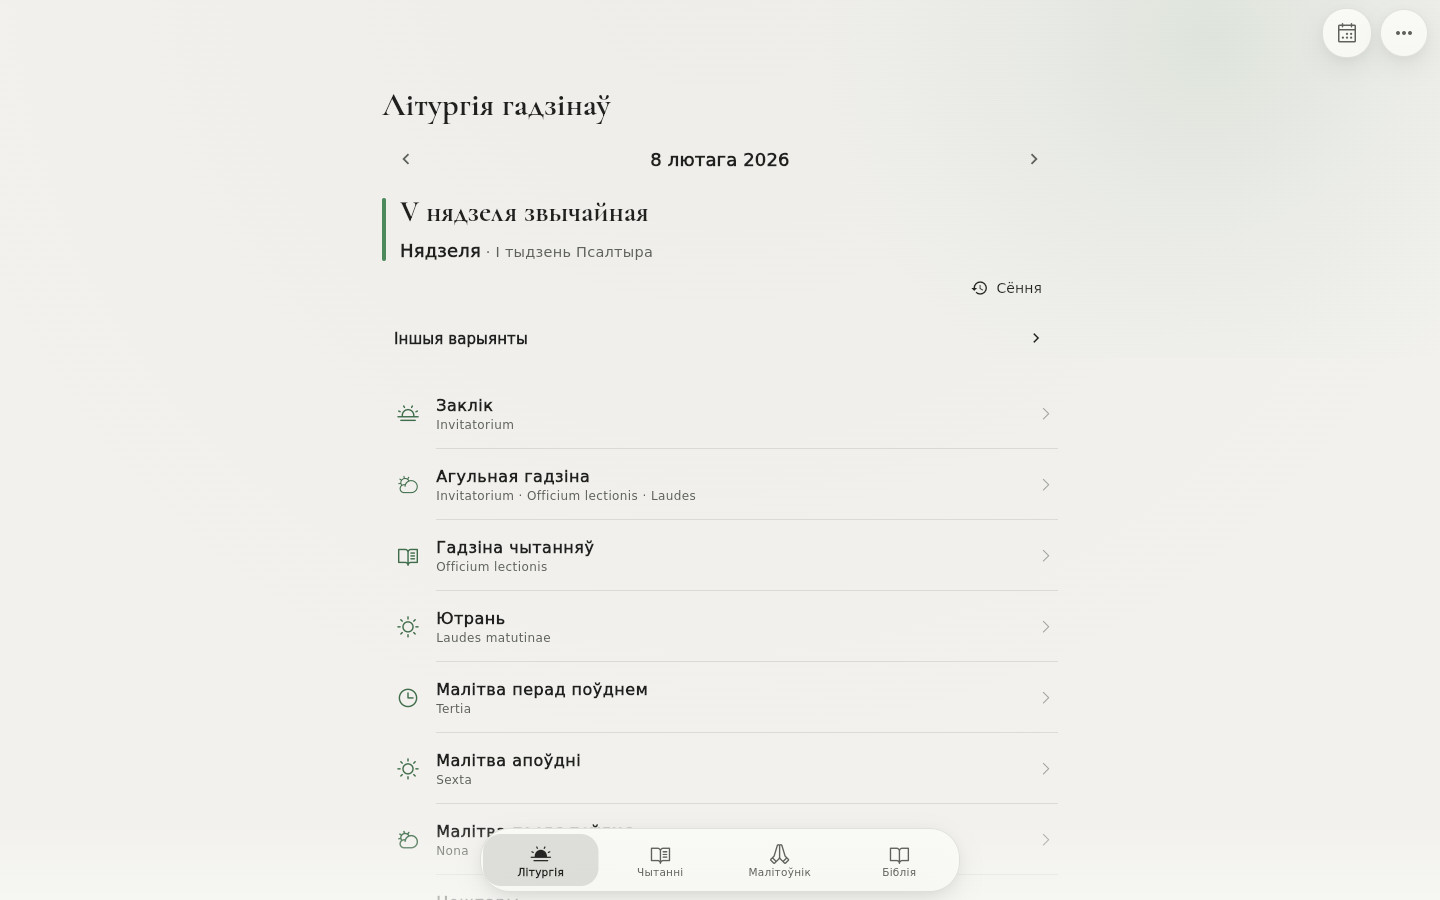 Літургія гадзінаў
8 лютага 2026
V нядзеля звычайная
Нядзеля · I тыдзень Псалтыра
Сёння
Іншыя варыянты
Заклік
Invitatorium
Агульная гадзіна
Invitatorium · Officium lectionis · Laudes
Гадзіна чытанняў
Officium lectionis
Ютрань
Laudes matutinae
Малітва перад поўднем
Tertia
Малітва апоўдні
Sexta
Малітва
Nona
Літургія
Чытанні
Малітоўнік
Біблія